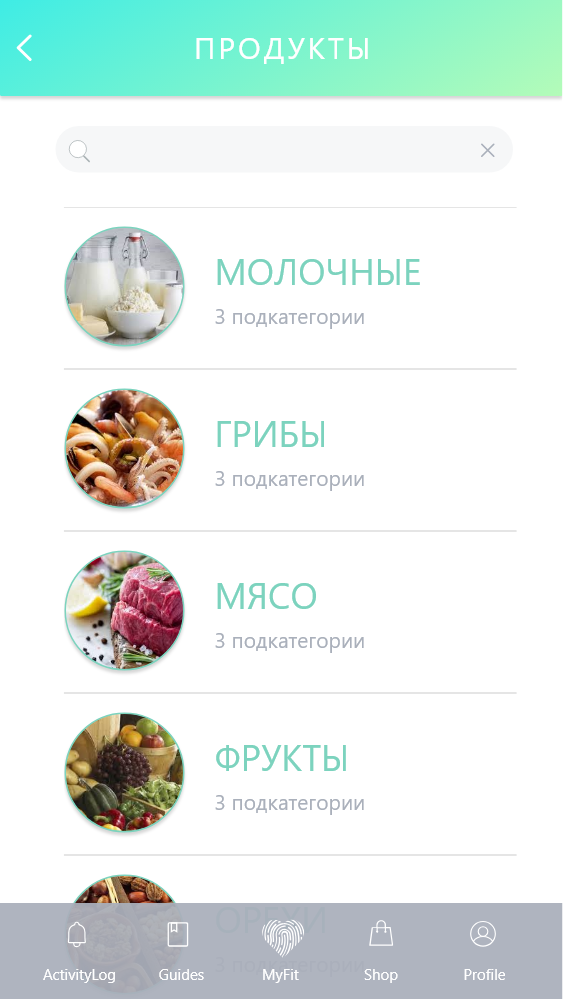 ПРОДУКТЫ
МОЛОЧНЫЕ
3 подкатегории
ГРИБЫ
3 подкатегории
МЯСО
3 подкатегории
ФРУКТЫ
3 подкатегории
ОРЕХИ
3 подкатегории
ActivityLog Guides MyFit Shop Profile